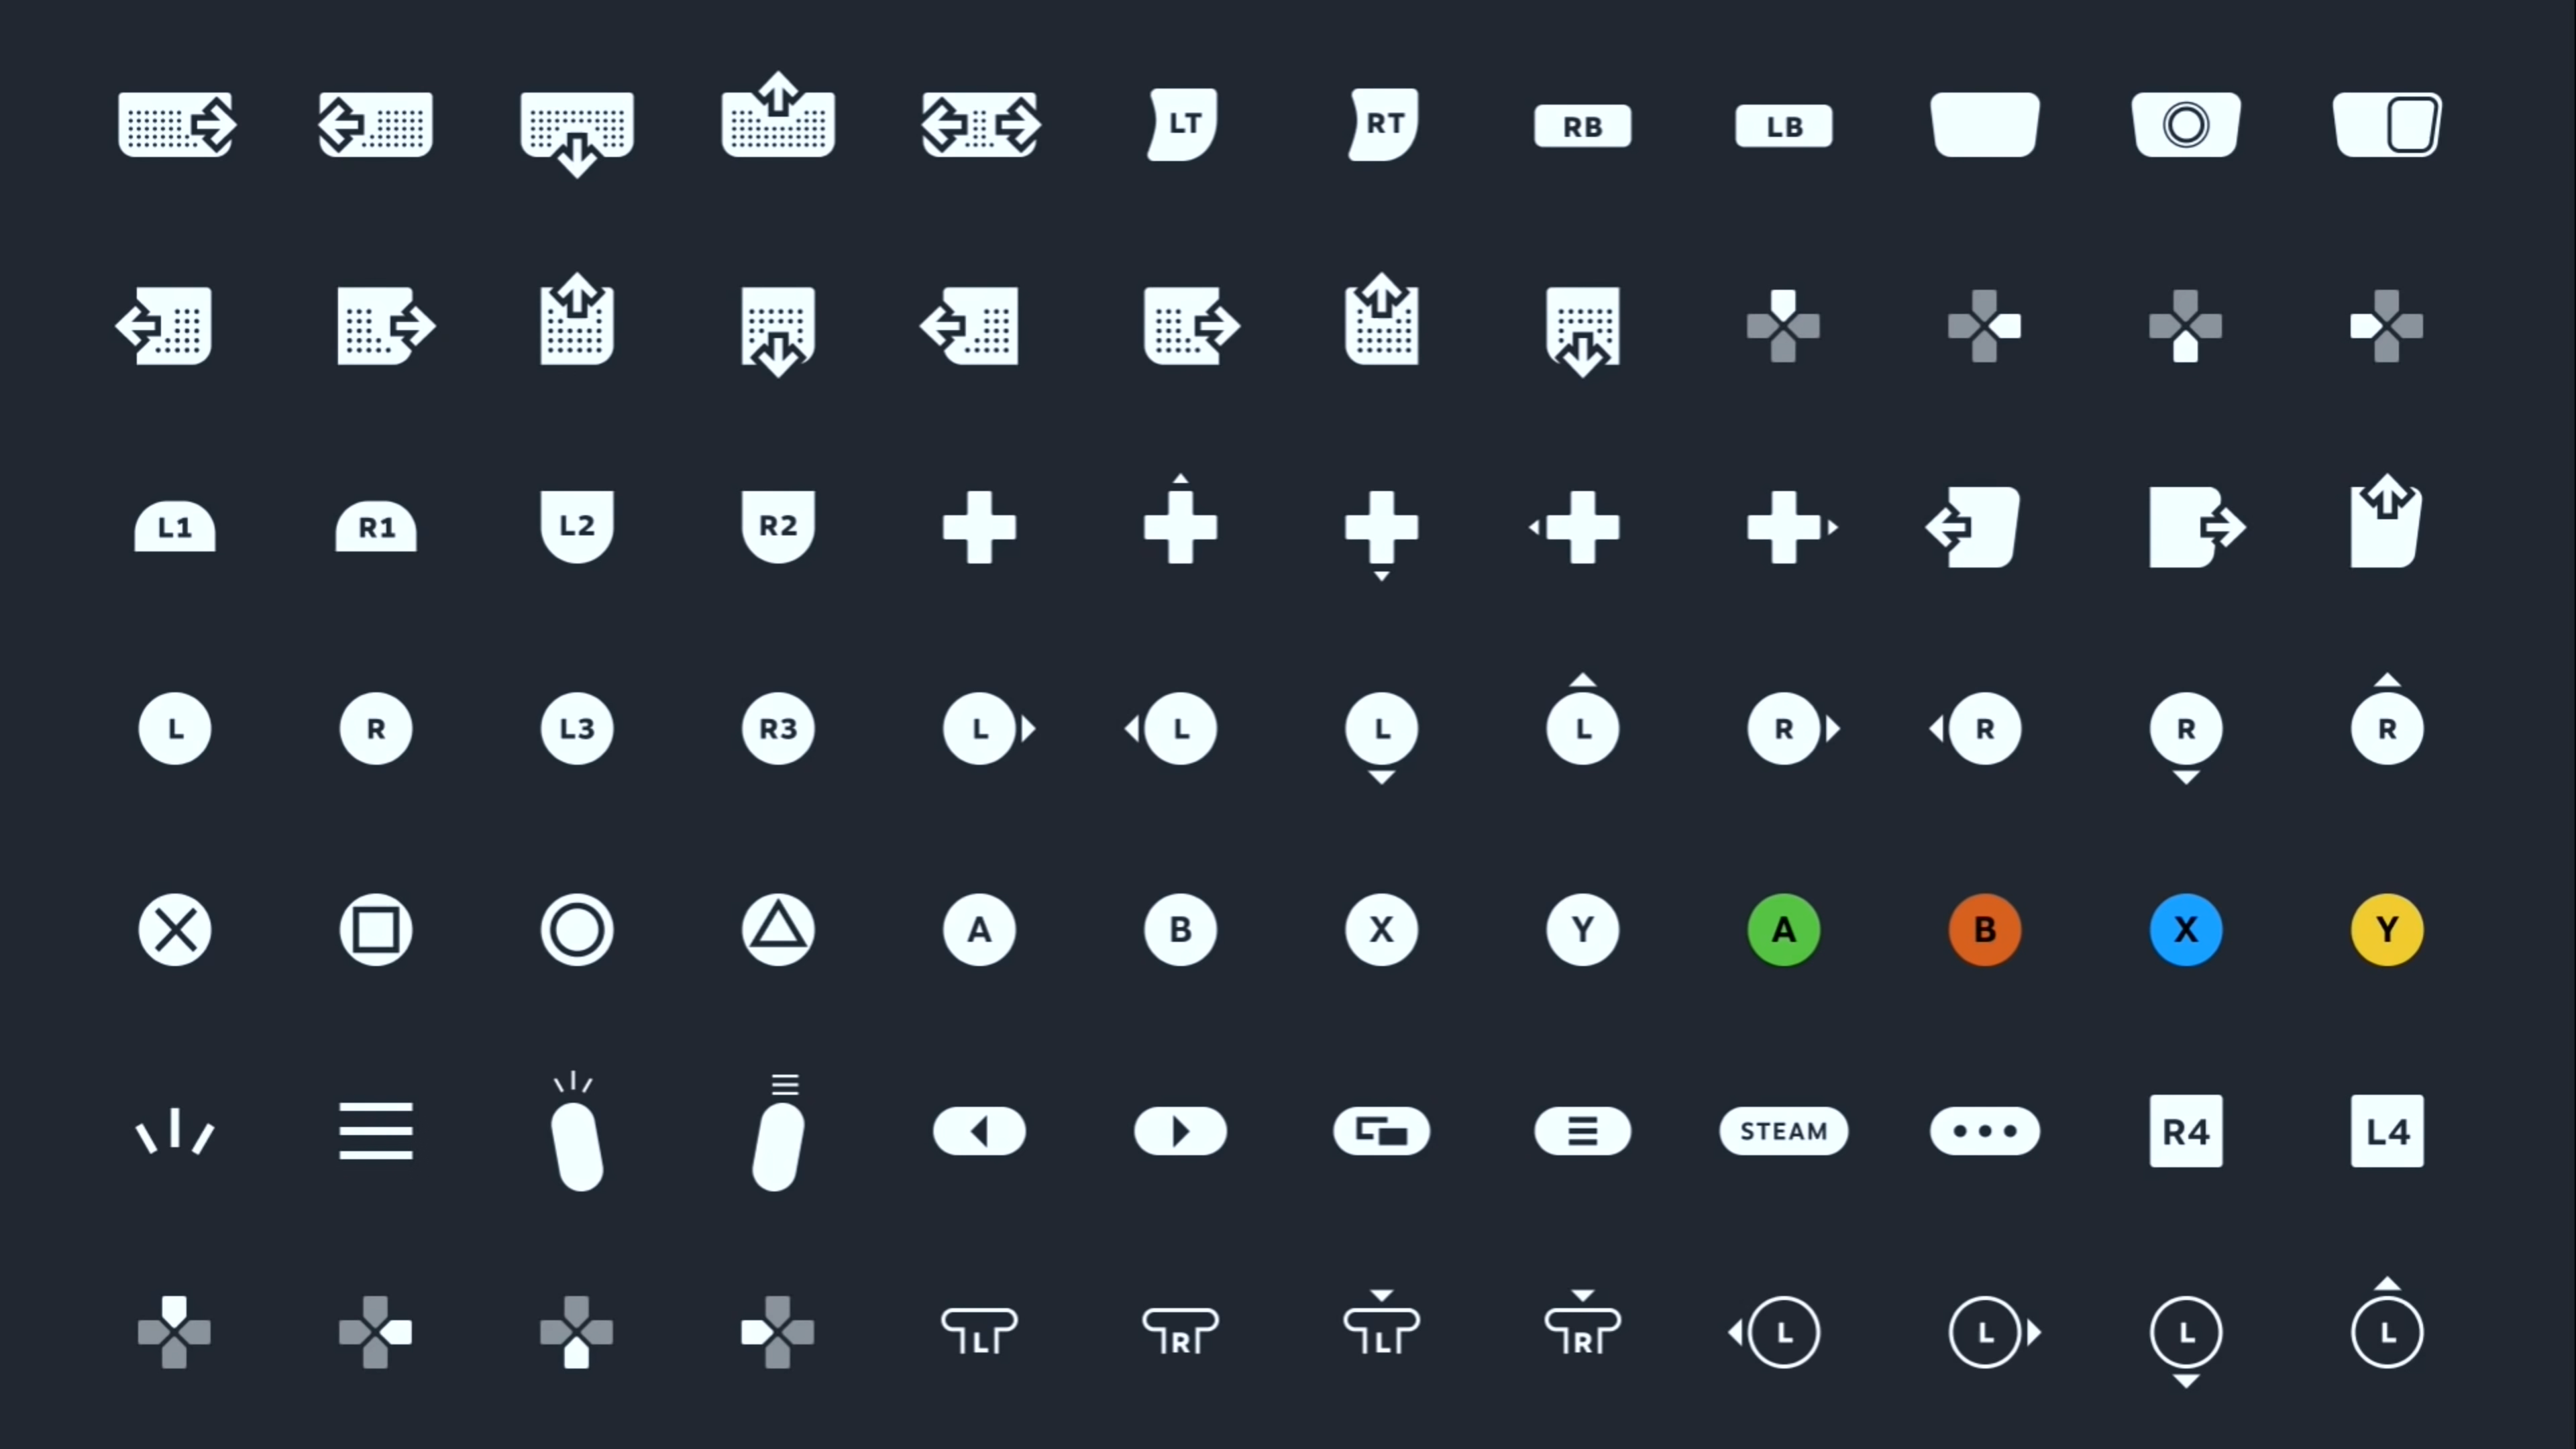 LT RT RB LB
L1 R1 L2 R2
L R L3 R3 L L L L R R R R
A B X Y A B X Y
STEAM R4 L4
L R L R L L L L